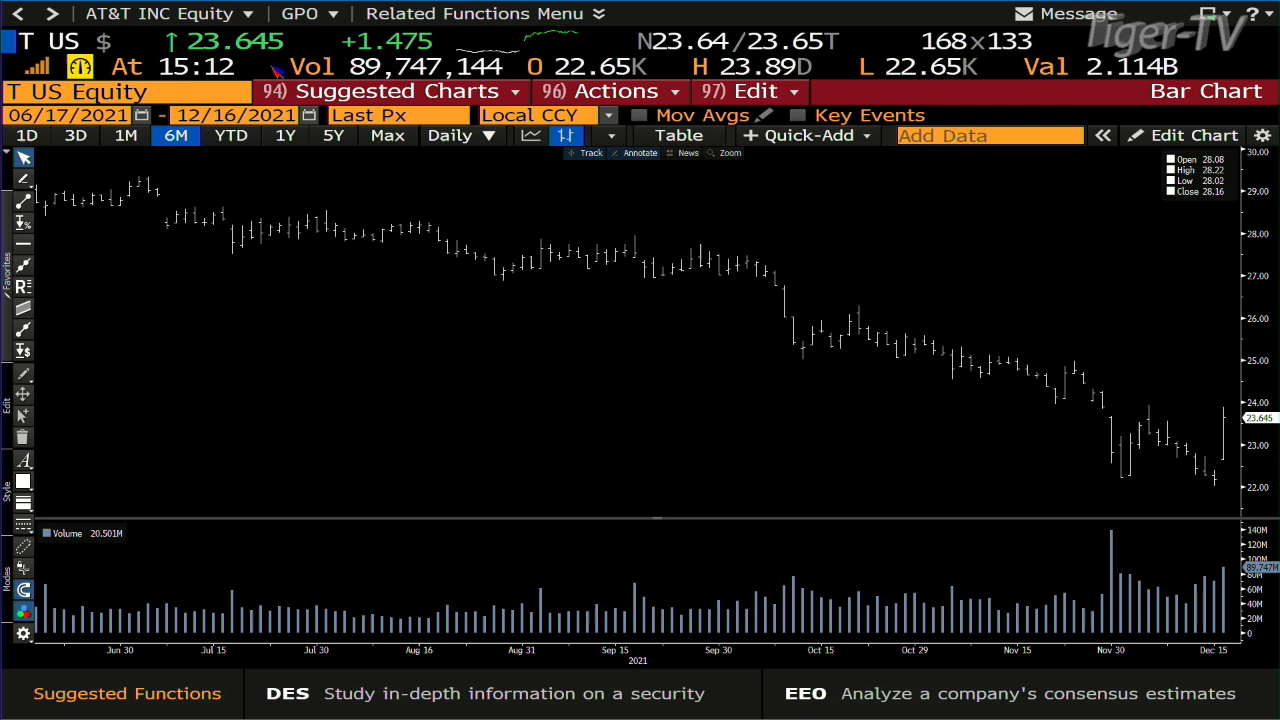 < > AT&T INC Equity GPO Related Functions Menu Message ?
Tiger-TV
T US $ ↑ 23.645 +1.475 N23.64/23.65T 168×133
At 15:12 Vol 89,747,144 O 22.65K H 23.89D L 22.65K Val 2.114B
T US Equity 94) Suggested Charts 96) Actions 97) Edit Bar Chart
06/17/2021 - 12/16/2021 Last Px Local CCY Mov Avgs Key Events
1D 3D 1M 6M YTD 1Y 5Y Max Daily ▼ Table + Quick-Add Add Data « Edit Chart
Track Annotate News Zoom
Open 28.08
High 28.22
Low 28.02
Close 28.16
30.00
29.00
28.00
27.00
26.00
25.00
24.00
23.645
23.00
22.00
Favorites
Edit
Style
Modes
Volume 20.501M
140M
120M
100M
89.747M
80M
60M
40M
20M
0
Jun 30 Jul 15 Jul 30 Aug 16 Aug 31 Sep 15 Sep 30 Oct 15 Oct 29 Nov 15 Nov 30 Dec 15
2021
Suggested Functions DES Study in-depth information on a security EEO Analyze a company's consensus estimates